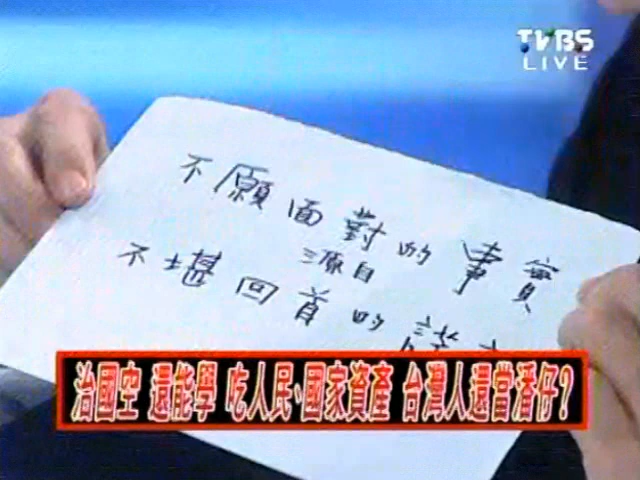 TVBS
LIVE
不願面對的事實
源自
不堪回首的
治國空 還能學 吃人民、國家資產 台灣人還當潘仔?